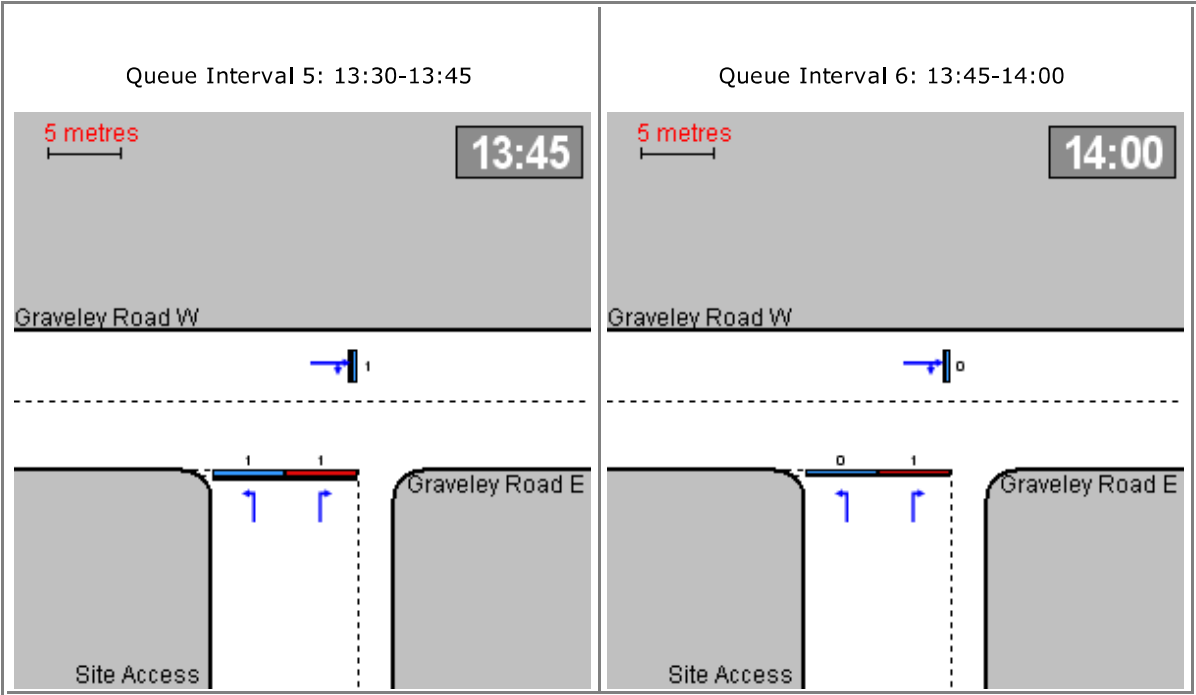 Queue Interval 5: 13:30-13:45
5 metres
13:45
Graveley Road W
1
1 1
Graveley Road E
Site Access
Queue Interval 6: 13:45-14:00
5 metres
14:00
Graveley Road W
0
0 1
Graveley Road E
Site Access